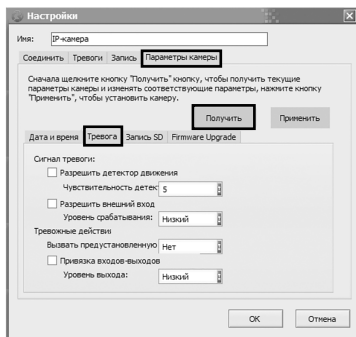 Настройки
Имя: IP-камера
Соединить Тревоги Запись Параметры камеры
Сначала щелкните кнопку "Получить" кнопку, чтобы получить текущие
параметры камеры и изменять соответствующие параметры, нажмите кнопку
"Применить", чтобы установить камеру.
Получить Применить
Дата и время Тревога Запись SD Firmware Upgrade
Сигнал тревоги:
Разрешить детектор движения
Чувствительность детек 5
Разрешить внешний вход
Уровень срабатывания: Низкий
Тревожные действи
Вызвать предустановленную Нет
Привязка входов-выходов
Уровень выхода: Низкий
OK Отмена